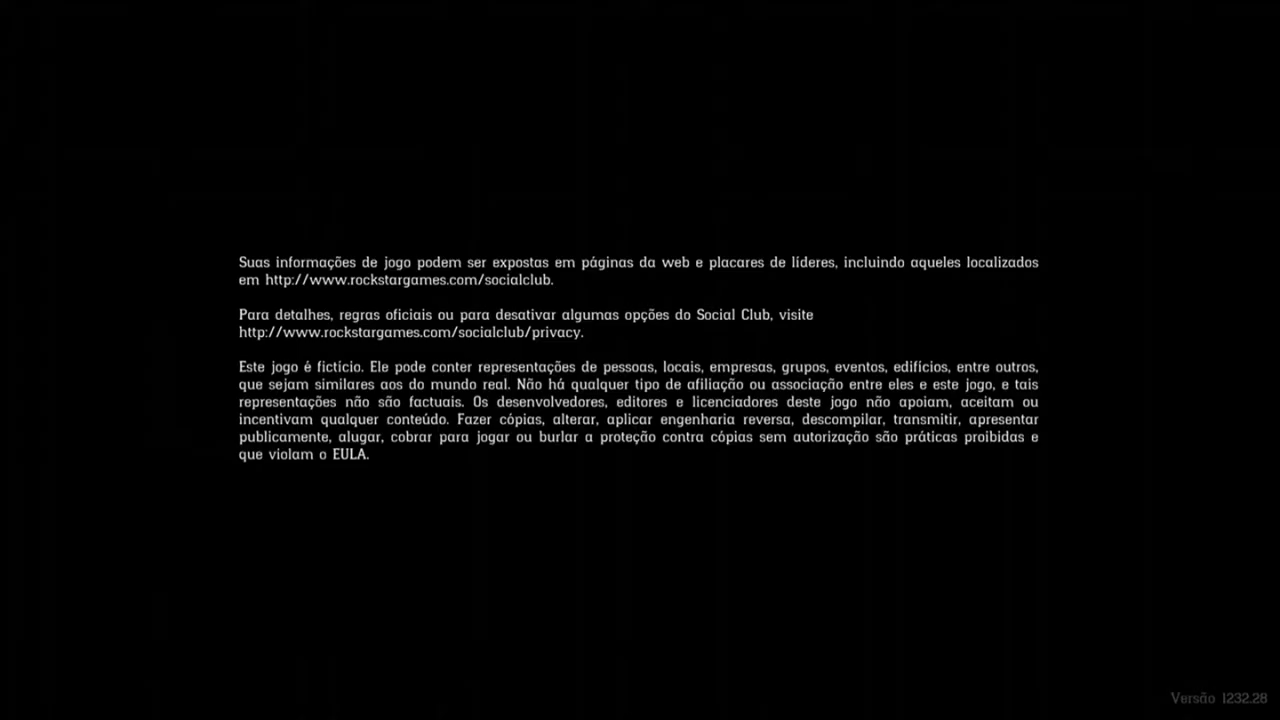 Suas informações de jogo podem ser expostas em páginas da web e placares de líderes, incluindo aqueles localizados
em http://www.rockstargames.com/socialclub.
Para detalhes, regras oficiais ou para desativar algumas opções do Social Club, visite
http://www.rockstargames.com/socialclub/privacy.
Este jogo é fictício. Ele pode conter representações de pessoas, locais, empresas, grupos, eventos, edifícios, entre outros,
que sejam similares aos do mundo real. Não há qualquer tipo de afiliação ou associação entre eles e este jogo, e tais
representações não são factuais. Os desenvolvedores, editores e licenciadores deste jogo não apoiam, aceitam ou
incentivam qualquer conteúdo. Fazer cópias, alterar, aplicar engenharia reversa, descompilar, transmitir, apresentar
publicamente, alugar, cobrar para jogar ou burlar a proteção contra cópias sem autorização são práticas proibidas e
que violam o EULA.
Versão 1232.28